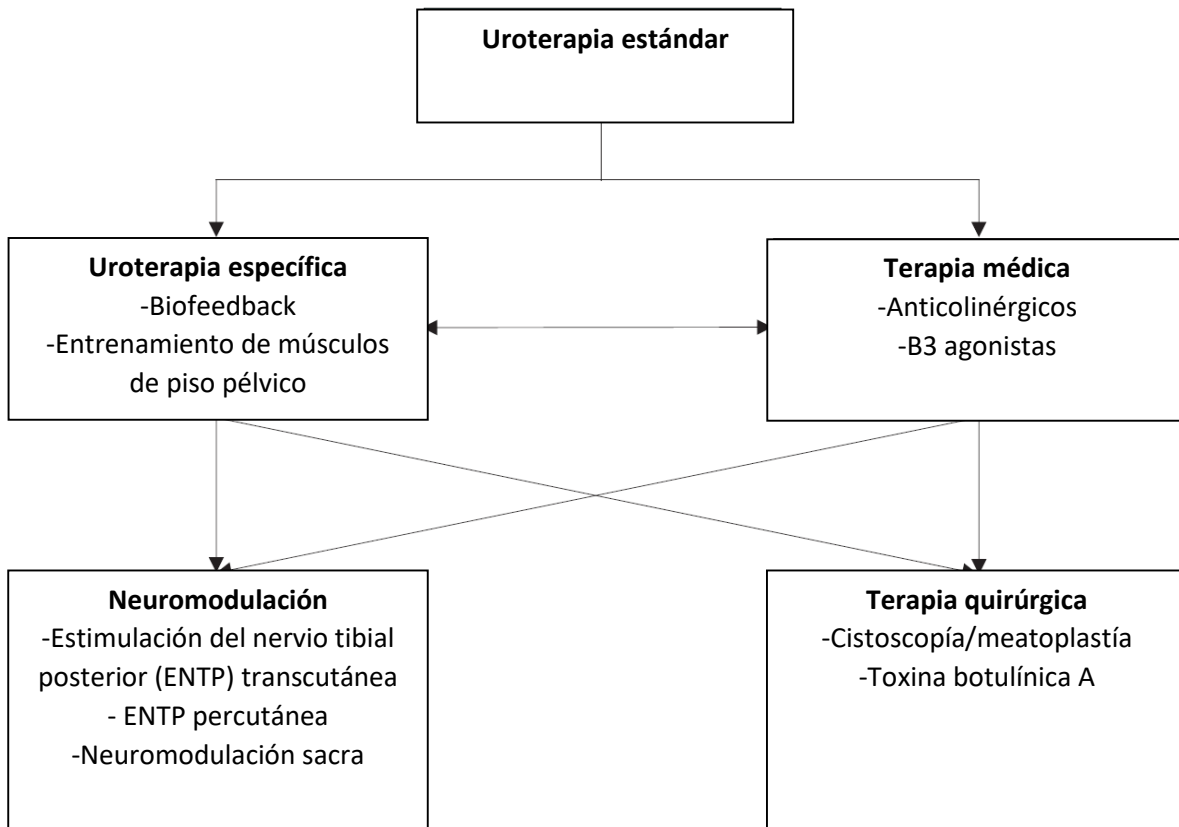 Uroterapia estándar
Uroterapia específica
-Biofeedback
-Entrenamiento de músculos
de piso pélvico
Terapia médica
-Anticolinérgicos
-B3 agonistas
Neuromodulación
-Estimulación del nervio tibial
posterior (ENTP) transcutánea
- ENTP percutánea
-Neuromodulación sacra
Terapia quirúrgica
-Cistoscopía/meatoplastía
-Toxina botulínica A